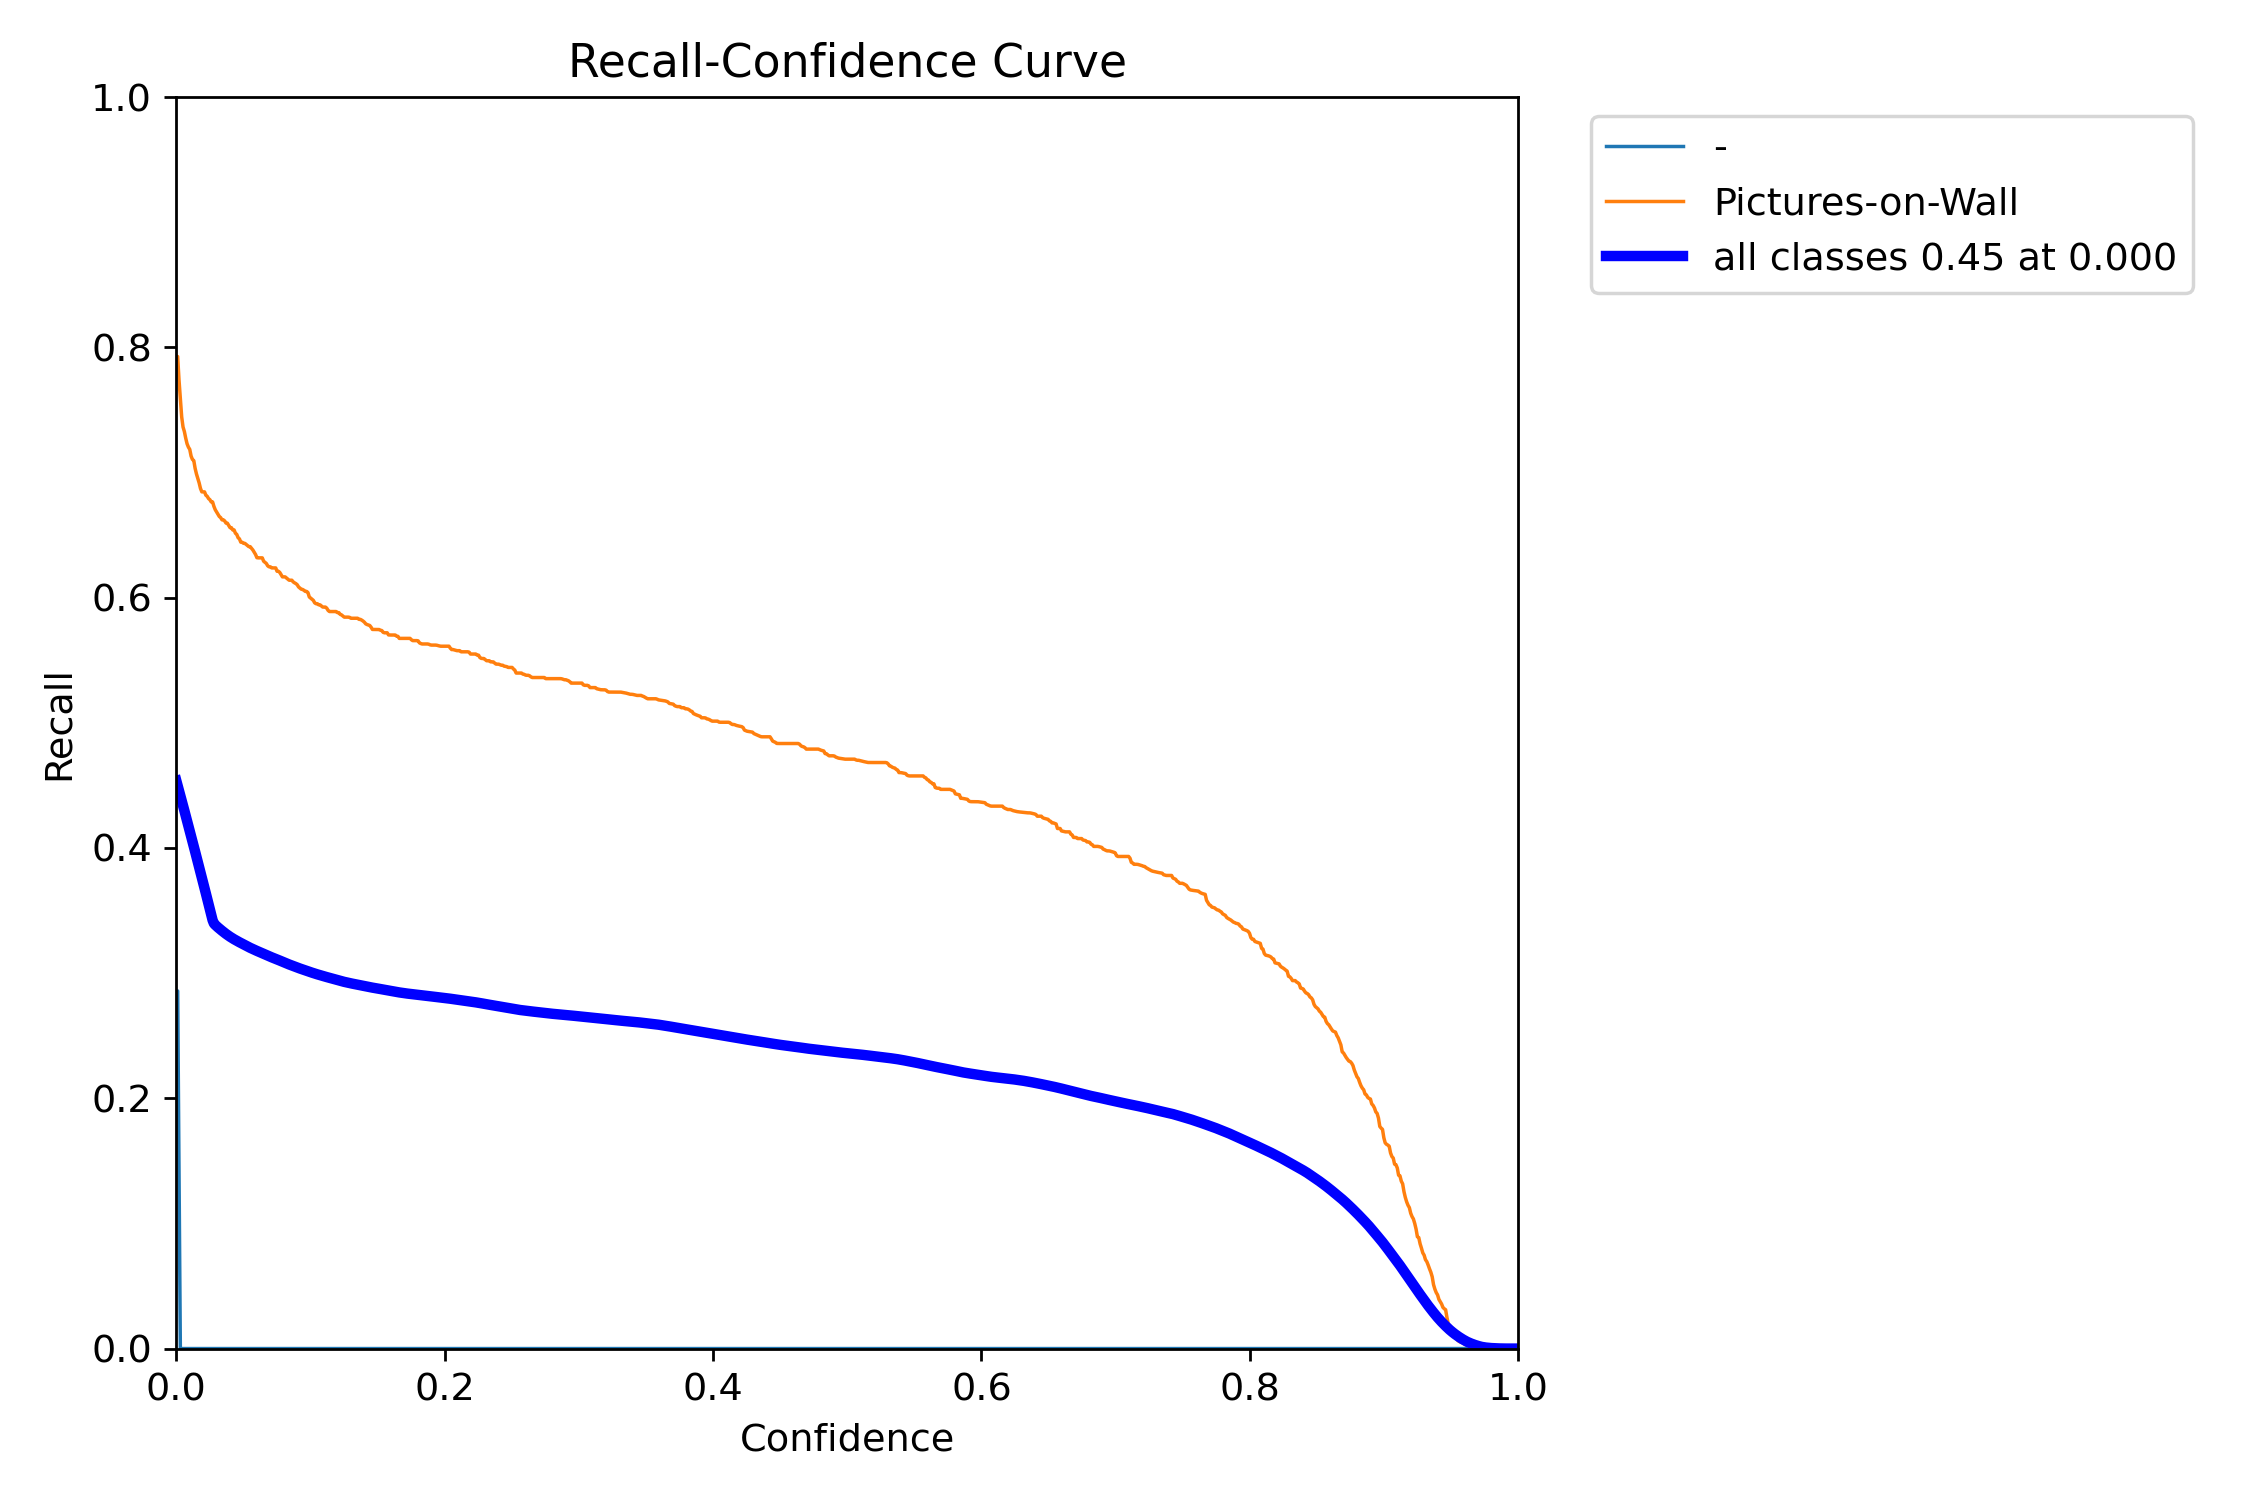 Recall-Confidence Curve
1.0
0.8
0.6
0.4
0.2
0.0
Recall
0.0 0.2 0.4 0.6 0.8 1.0
Confidence
-
Pictures-on-Wall
all classes 0.45 at 0.000